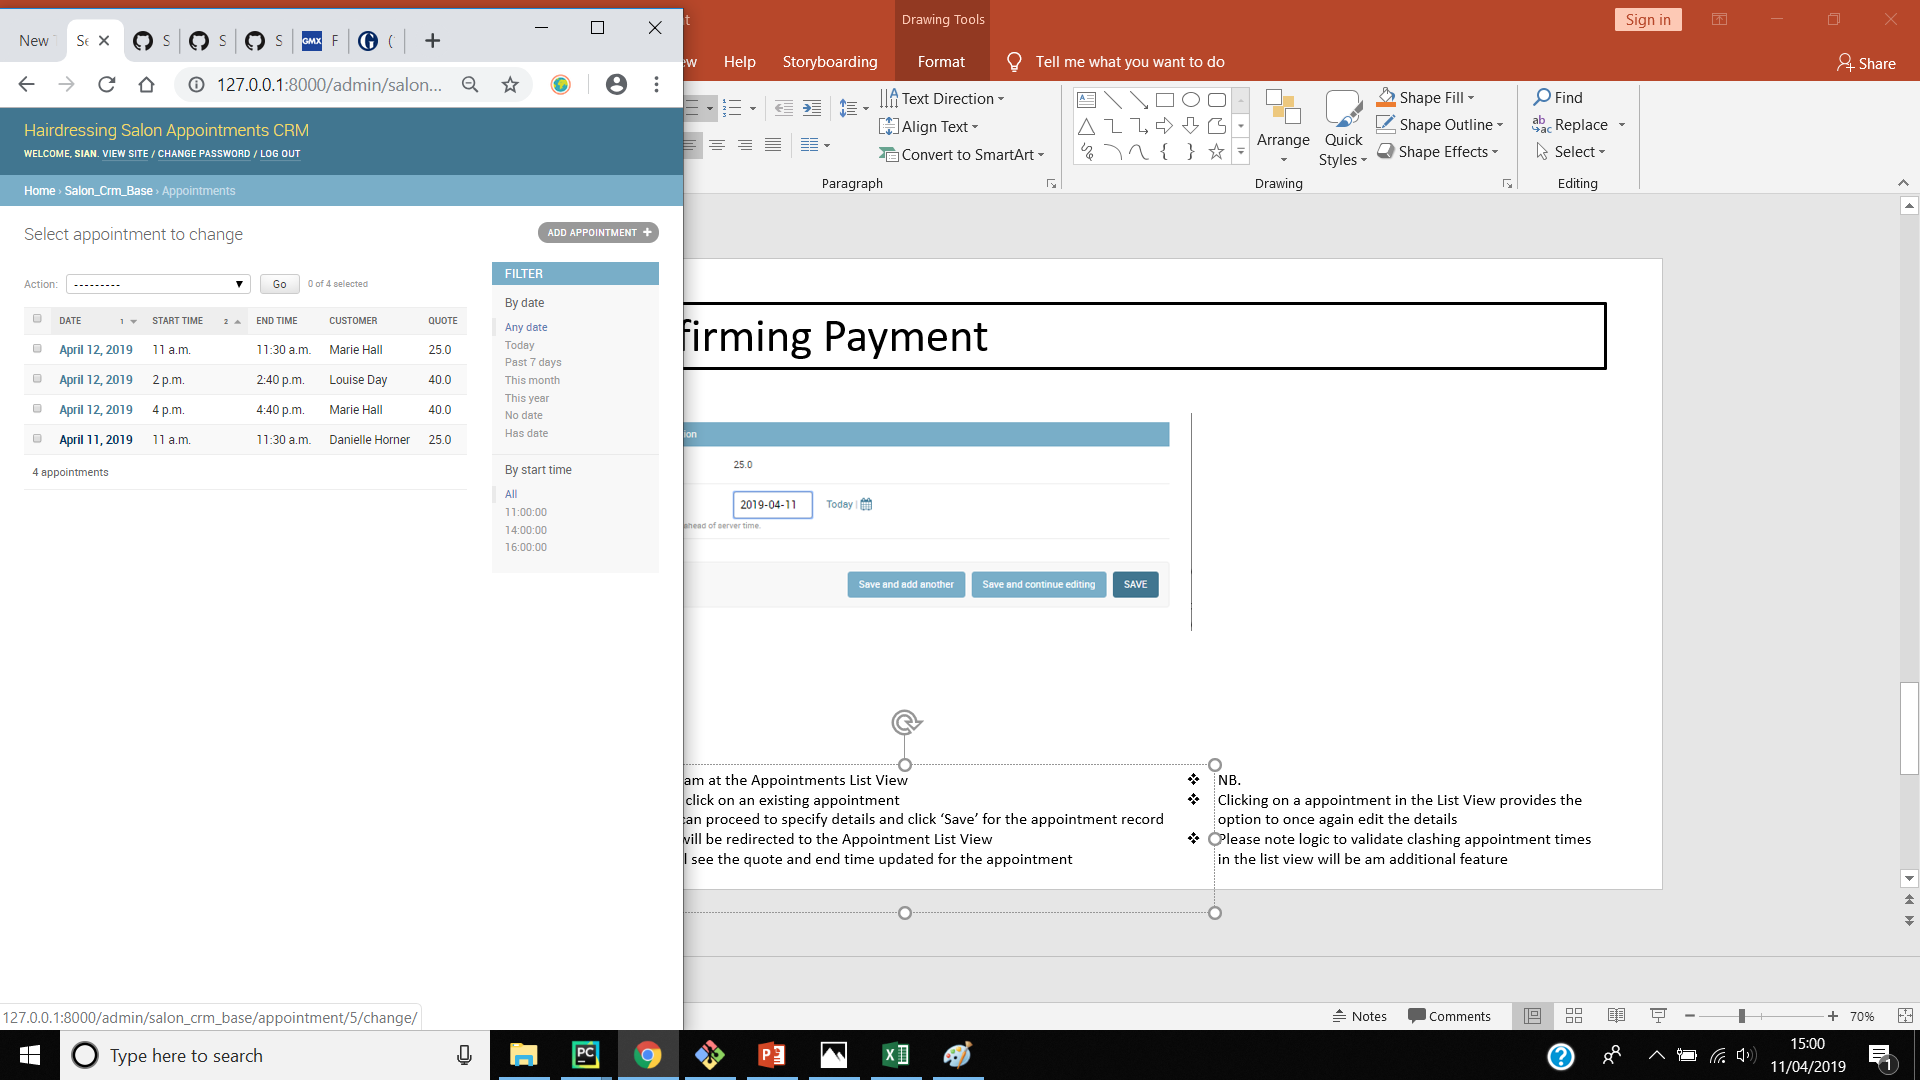 New
Se
S
S
S
GMX F
(
127.0.0.1:8000/admin/salon...
Hairdressing Salon Appointments CRM
WELCOME, SIAN. VIEW SITE / CHANGE PASSWORD / LOG OUT
Home › Salon_Crm_Base › Appointments
Select appointment to change
ADD APPOINTMENT +
Action: --------- Go 0 of 4 selected
DATE 1 START TIME 2 END TIME CUSTOMER QUOTE
April 12, 2019 11 a.m. 11:30 a.m. Marie Hall 25.0
April 12, 2019 2 p.m. 2:40 p.m. Louise Day 40.0
April 12, 2019 4 p.m. 4:40 p.m. Marie Hall 40.0
April 11, 2019 11 a.m. 11:30 a.m. Danielle Horner 25.0
4 appointments
FILTER
By date
Any date
Today
Past 7 days
This month
This year
No date
Has date
By start time
All
11:00:00
14:00:00
16:00:00
127.0.0.1:8000/admin/salon_crm_base/appointment/5/change/
nt
Drawing Tools
Sign in
ew Help Storyboarding Format Tell me what you want to do Share
Text Direction
Align Text
Convert to SmartArt
Paragraph
Arrange
Quick Styles
Shape Fill
Shape Outline
Shape Effects
Drawing
Find
Replace
Select
Editing
firming Payment
ion
25.0
2019-04-11 Today
ahead of server time.
Save and add another Save and continue editing SAVE
am at the Appointments List View
click on an existing appointment
can proceed to specify details and click ‘Save’ for the appointment record
will be redirected to the Appointment List View
l see the quote and end time updated for the appointment
❖ NB.
❖ Clicking on a appointment in the List View provides the
option to once again edit the details
❖ Please note logic to validate clashing appointment times
in the list view will be am additional feature
Notes Comments 70%
Type here to search
15:00
11/04/2019
1